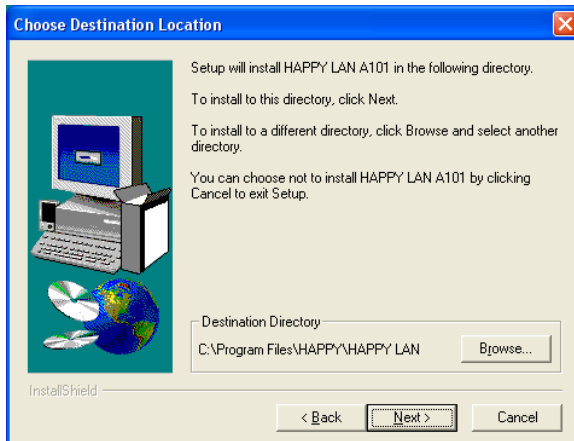 Choose Destination Location
Setup will install HAPPY LAN A101 in the following directory.
To install to this directory, click Next.
To install to a different directory, click Browse and select another
directory.
You can choose not to install HAPPY LAN A101 by clicking
Cancel to exit Setup.
Destination Directory
C:\Program Files\HAPPY\HAPPY LAN
Browse...
InstallShield
< Back
Next >
Cancel